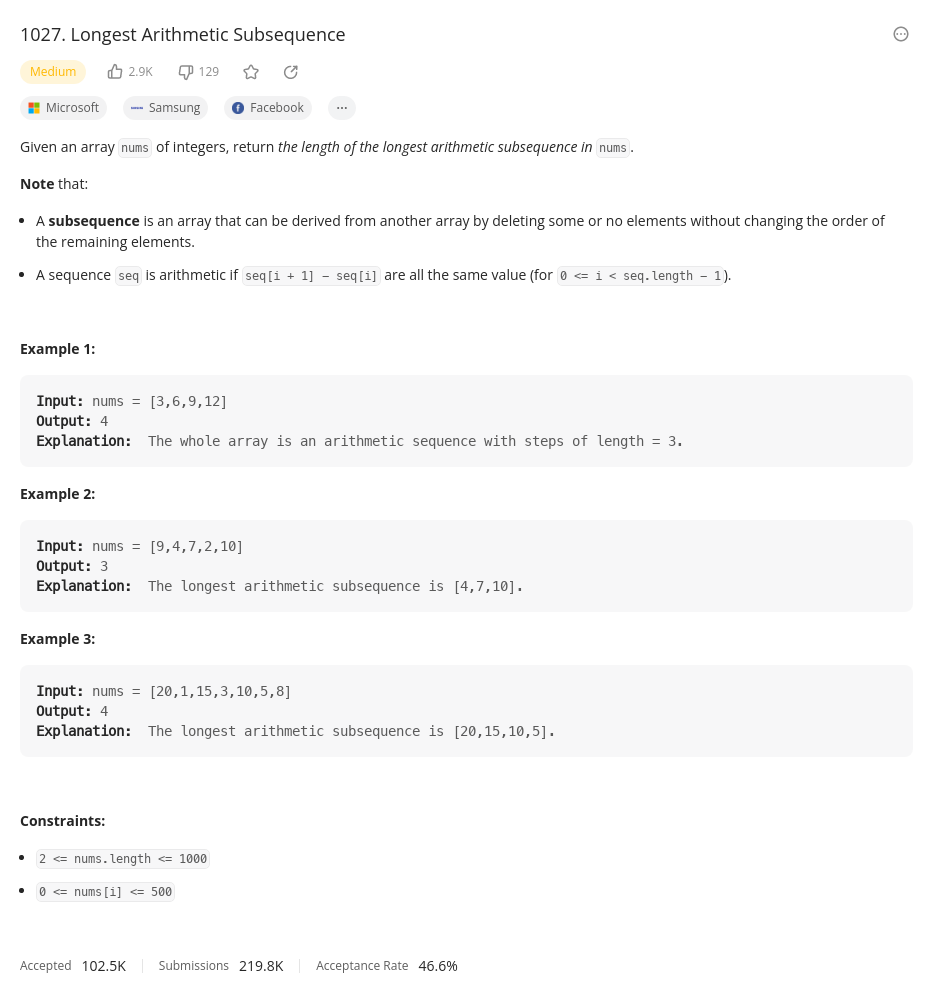 1027. Longest Arithmetic Subsequence
Medium 2.9K 129
Microsoft Samsung Facebook ...
Given an array nums of integers, return the length of the longest arithmetic subsequence in nums.
Note that:
• A subsequence is an array that can be derived from another array by deleting some or no elements without changing the order of
the remaining elements.
• A sequence seq is arithmetic if seq[i + 1] − seq[i] are all the same value (for 0 <= i < seq.length − 1).
Example 1:
Input: nums = [3,6,9,12]
Output: 4
Explanation:  The whole array is an arithmetic sequence with steps of length = 3.
Example 2:
Input: nums = [9,4,7,2,10]
Output: 3
Explanation:  The longest arithmetic subsequence is [4,7,10].
Example 3:
Input: nums = [20,1,15,3,10,5,8]
Output: 4
Explanation:  The longest arithmetic subsequence is [20,15,10,5].
Constraints:
• 2 <= nums.length <= 1000
• 0 <= nums[i] <= 500
Accepted 102.5K Submissions 219.8K Acceptance Rate 46.6%